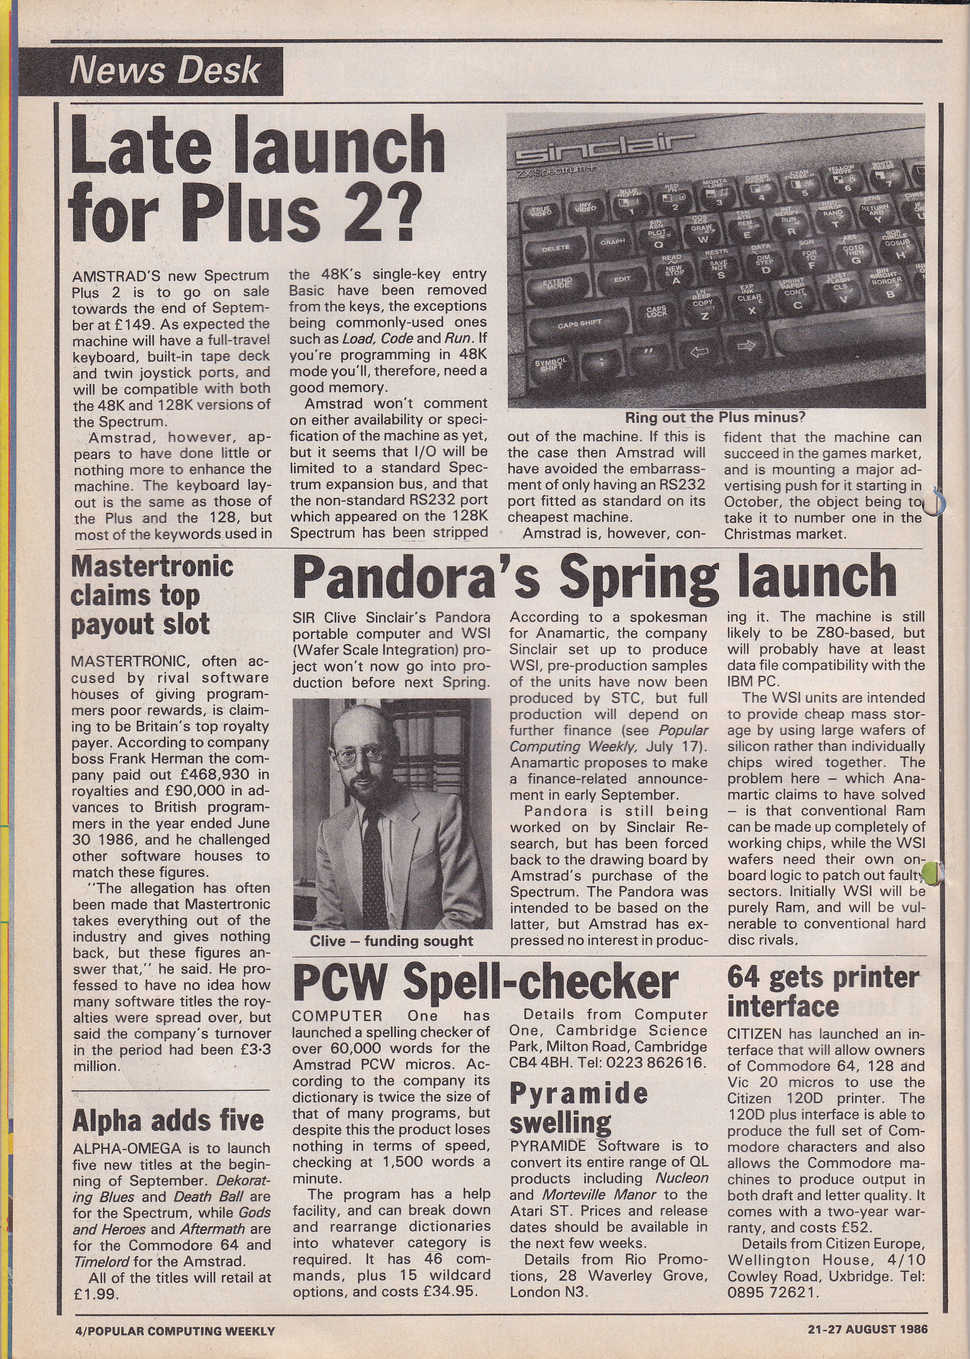 News Desk
Late launch
for Plus 2?
AMSTRAD'S new Spectrum
Plus 2 is to go on sale
towards the end of Septem-
ber at £149. As expected the
machine will have a full-travel
keyboard, built-in tape deck
and twin joystick ports, and
will be compatible with both
the 48K and 128K versions of
the Spectrum.
Amstrad, however, ap-
pears to have done little or
nothing more to enhance the
machine. The keyboard lay-
out is the same as those of
the Plus and the 128, but
most of the keywords used in
the 48K's single-key entry
Basic have been removed
from the keys, the exceptions
being commonly-used ones
such as Load, Code and Run. If
you're programming in 48K
mode you'll, therefore, need a
good memory.
Amstrad won't comment
on either availability or speci-
fication of the machine as yet,
but it seems that I/O will be
limited to a standard Spec-
trum expansion bus, and that
the non-standard RS232 port
which appeared on the 128K
Spectrum has been stripped
sinclair
ZX Spectrum+
Ring out the Plus minus?
out of the machine. If this is
the case then Amstrad will
have avoided the embarrass-
ment of only having an RS232
port fitted as standard on its
cheapest machine.
Amstrad is, however, con-
fident that the machine can
succeed in the games market,
and is mounting a major ad-
vertising push for it starting in
October, the object being to
take it to number one in the
Christmas market.
Mastertronic
claims top
payout slot
MASTERTRONIC, often ac-
cused by rival software
houses of giving program-
mers poor rewards, is claim-
ing to be Britain's top royalty
payer. According to company
boss Frank Herman the com-
pany paid out £468,930 in
royalties and £90,000 in ad-
vances to British program-
mers in the year ended June
30 1986, and he challenged
other software houses to
match these figures.
"The allegation has often
been made that Mastertronic
takes everything out of the
industry and gives nothing
back, but these figures an-
swer that," he said. He pro-
fessed to have no idea how
many software titles the roy-
alties were spread over, but
said the company's turnover
in the period had been £3·3
million.
Alpha adds five
ALPHA-OMEGA is to launch
five new titles at the begin-
ning of September. Dekorat-
ing Blues and Death Ball are
for the Spectrum, while Gods
and Heroes and Aftermath are
for the Commodore 64 and
Timelord for the Amstrad.
All of the titles will retail at
£1.99.
Pandora's Spring launch
SIR Clive Sinclair's Pandora
portable computer and WSI
(Wafer Scale Integration) pro-
ject won't now go into pro-
duction before next Spring.
Clive – funding sought
According to a spokesman
for Anamartic, the company
Sinclair set up to produce
WSI, pre-production samples
of the units have now been
produced by STC, but full
production will depend on
further finance (see Popular
Computing Weekly, July 17).
Anamartic proposes to make
a finance-related announce-
ment in early September.
Pandora is still being
worked on by Sinclair Re-
search, but has been forced
back to the drawing board by
Amstrad's purchase of the
Spectrum. The Pandora was
intended to be based on the
latter, but Amstrad has ex-
pressed no interest in produc-
ing it. The machine is still
likely to be Z80-based, but
will probably have at least
data file compatibility with the
IBM PC.
The WSI units are intended
to provide cheap mass stor-
age by using large wafers of
silicon rather than individually
chips wired together. The
problem here – which Ana-
martic claims to have solved
– is that conventional Ram
can be made up completely of
working chips, while the WSI
wafers need their own on-
board logic to patch out faulty
sectors. Initially WSI will be
purely Ram, and will be vul-
nerable to conventional hard
disc rivals.
PCW Spell-checker
COMPUTER One has
launched a spelling checker of
over 60,000 words for the
Amstrad PCW micros. Ac-
cording to the company its
dictionary is twice the size of
that of many programs, but
despite this the product loses
nothing in terms of speed,
checking at 1,500 words a
minute.
The program has a help
facility, and can break down
and rearrange dictionaries
into whatever category is
required. It has 46 com-
mands, plus 15 wildcard
options, and costs £34.95.
Details from Computer
One, Cambridge Science
Park, Milton Road, Cambridge
CB4 4BH. Tel: 0223 862616.
Pyramide
swelling
PYRAMIDE Software is to
convert its entire range of QL
products including Nucleon
and Morteville Manor to the
Atari ST. Prices and release
dates should be available in
the next few weeks.
Details from Rio Promo-
tions, 28 Waverley Grove,
London N3.
64 gets printer
interface
CITIZEN has launched an in-
terface that will allow owners
of Commodore 64, 128 and
Vic 20 micros to use the
Citizen 120D printer. The
120D plus interface is able to
produce the full set of Com-
modore characters and also
allows the Commodore ma-
chines to produce output in
both draft and letter quality. It
comes with a two-year war-
ranty, and costs £52.
Details from Citizen Europe,
Wellington House, 4/10
Cowley Road, Uxbridge. Tel:
0895 72621.
4/POPULAR COMPUTING WEEKLY
21-27 AUGUST 1986